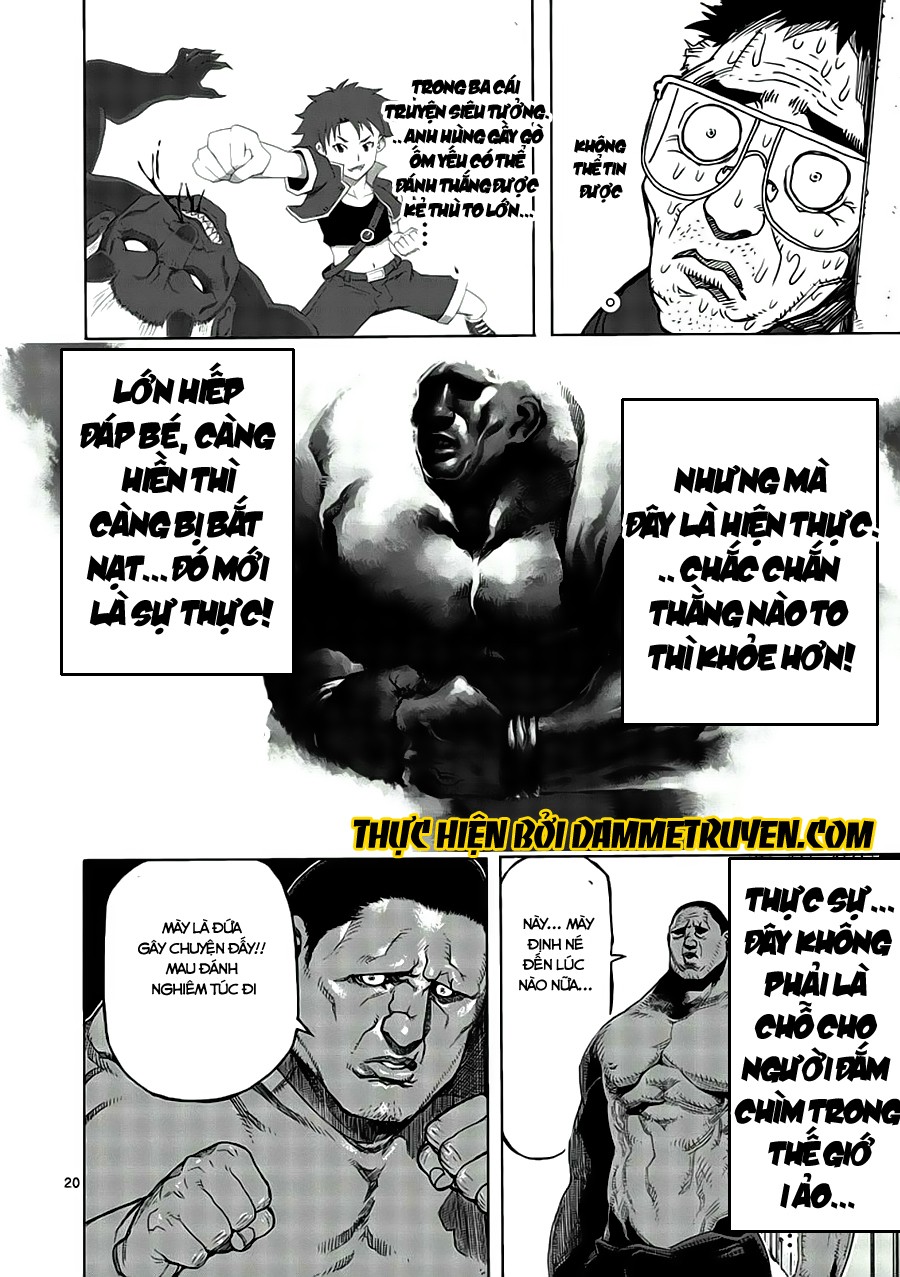 KHÔNG
THỂ TIN
ĐƯỢC
TRONG BA CÁI
TRUYỆN SIÊU TƯỞNG.
..ANH HÙNG GẦY GÒ
ỐM YẾU CÓ THỂ
ĐÁNH THẮNG ĐƯỢC
KẺ THÙ TO LỚN...
NHƯNG MÀ
ĐÂY LÀ HIỆN THỰC.
.. CHẮC CHẮN
THẰNG NÀO TO
THÌ KHỎE HƠN!
LỚN HIẾP
ĐÁP BÉ, CÀNG
HIỀN THÌ
CÀNG BỊ BẮT
NẠT... ĐÓ MỚI
LÀ SỰ THỰC!
THỰC HIỆN BỞI DAMMETRUYEN.COM
THỰC SỰ...
ĐÂY KHÔNG
PHẢI LÀ
CHỖ CHO
NGƯỜI ĐẮM
CHÌM TRONG
THẾ GIỚ
I ẢO...
NÀY... MÀY
ĐỊNH NÉ
ĐẾN LÚC
NÀO NỮA...
MÀY LÀ ĐỨA
GÂY CHUYỆN ĐẤY!!
MAU ĐÁNH
NGHIÊM TÚC ĐI
20